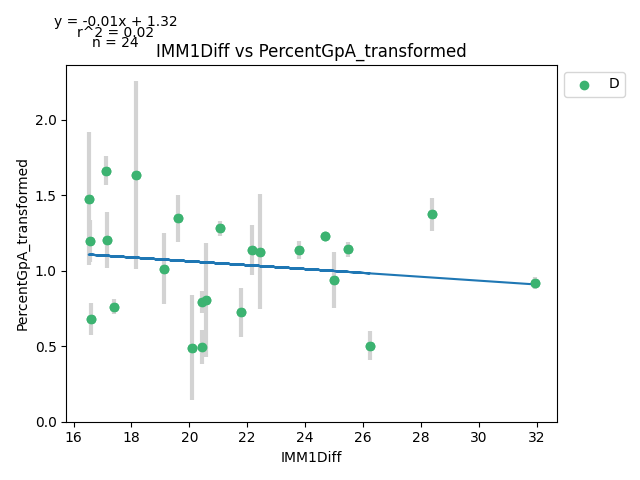 y = -0.01x + 1.32
r^2 = 0.02
n = 24
IMM1Diff vs PercentGpA_transformed
D
PercentGpA_transformed
2.0
1.5
1.0
0.5
0.0
16 18 20 22 24 26 28 30 32
IMM1Diff